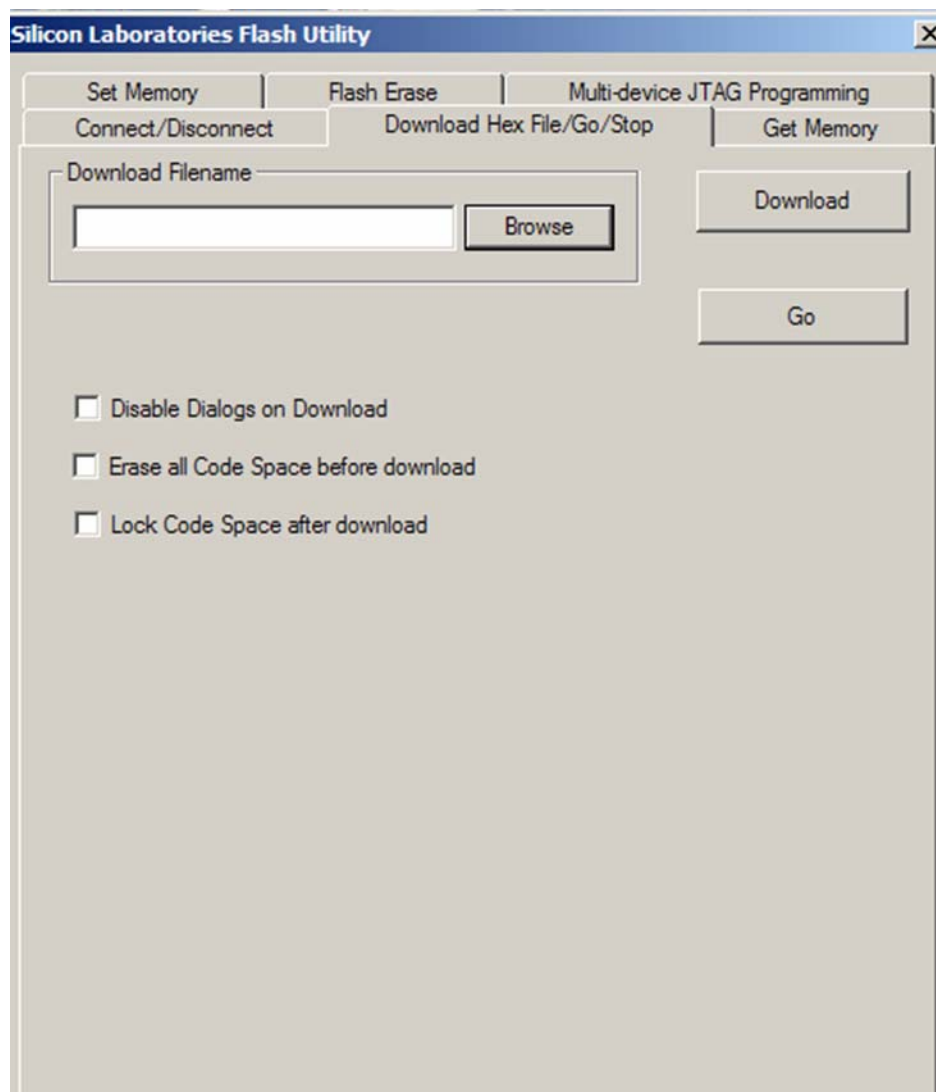 Silicon Laboratories Flash Utility
Set Memory
Flash Erase
Multi-device JTAG Programming
Connect/Disconnect
Download Hex File/Go/Stop
Get Memory
Download Filename
Browse
Download
Go
Disable Dialogs on Download
Erase all Code Space before download
Lock Code Space after download